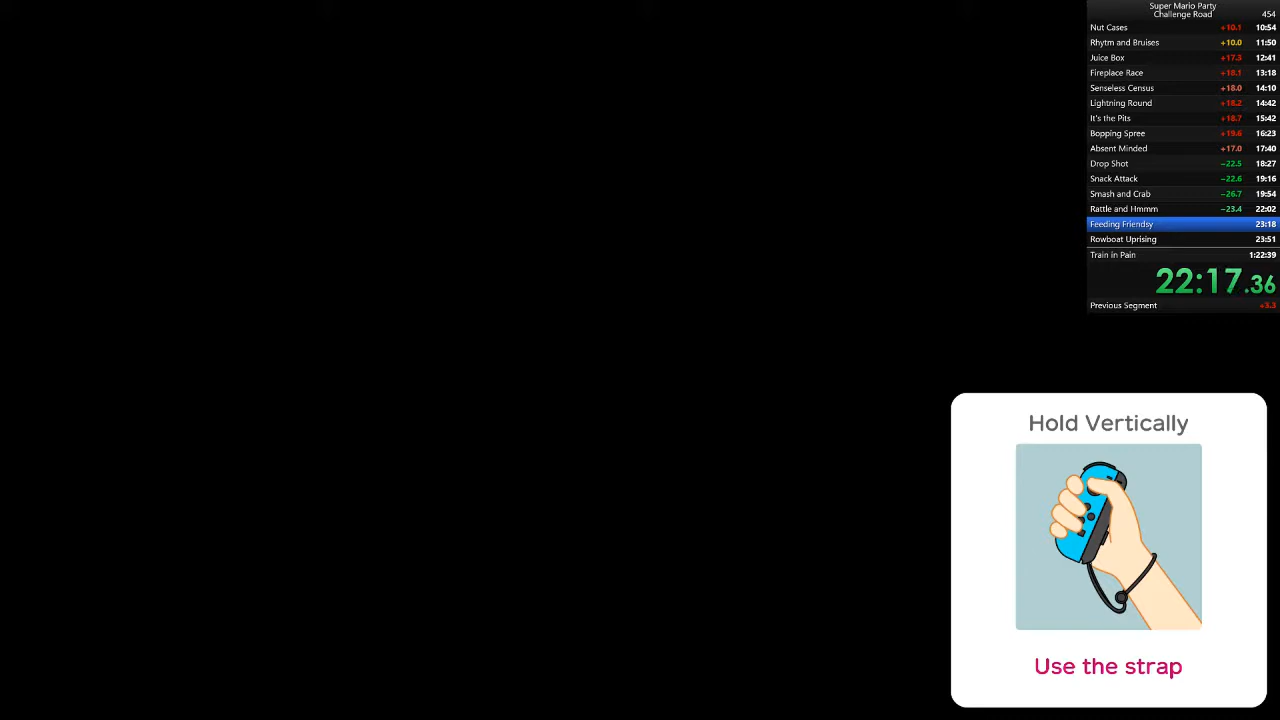 Super Mario Party
Challenge Road 454
Nut Cases +10.1 10:54
Rhytm and Bruises +10.0 11:50
Juice Box +17.3 12:41
Fireplace Race +18.1 13:18
Senseless Census +18.0 14:10
Lightning Round +18.2 14:42
It's the Pits +18.7 15:42
Bopping Spree +19.6 16:23
Absent Minded +17.0 17:40
Drop Shot −22.5 18:27
Snack Attack −22.6 19:16
Smash and Crab −26.7 19:54
Rattle and Hmmm −23.4 22:02
Feeding Friendsy 23:18
Rowboat Uprising 23:51
Train in Pain 1:22:39
22:17.36
Previous Segment +3.3
Hold Vertically
Use the strap